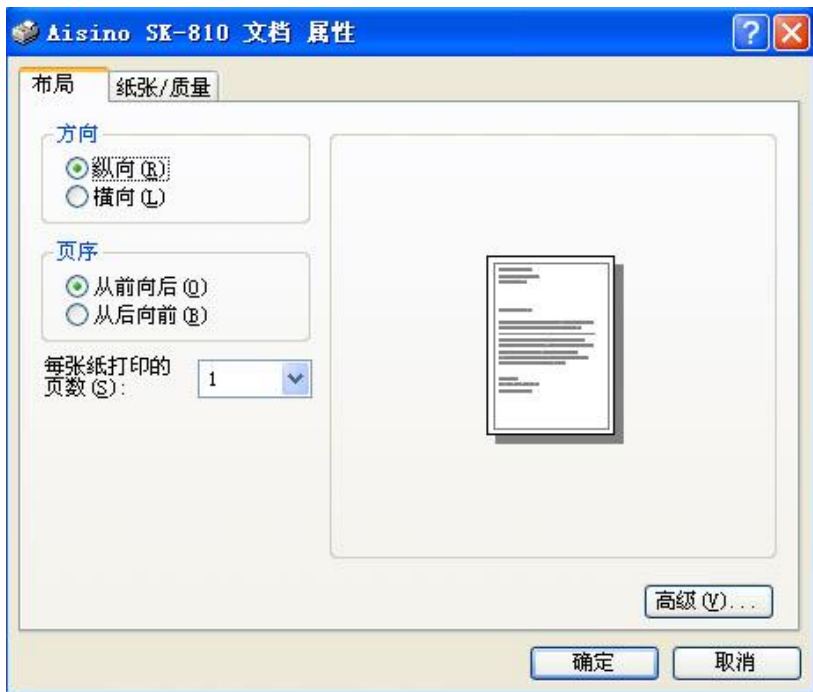 Aisino SK-810 文档 属性
布局
纸张/质量
方向
纵向(R)
横向(L)
页序
从前向后(O)
从后向前(B)
每张纸打印的
页数(S):
1
高级(V)...
确定
取消